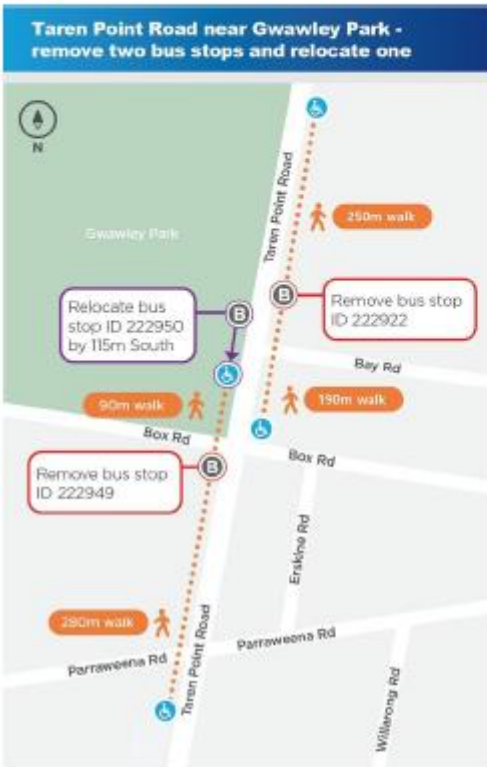 Taren Point Road near Gwawley Park -
remove two bus stops and relocate one
N
Taren Point Road
250m walk
Gwawley Park
B
Relocate bus
stop ID 222950
by 115m South
B
Remove bus stop
ID 222922
Bay Rd
90m walk
190m walk
Box Rd
Box Rd
B
Remove bus stop
ID 222949
Erskine Rd
280m walk
Parraweena Rd
Parraweena Rd
Taren Point Road
Willarong Rd